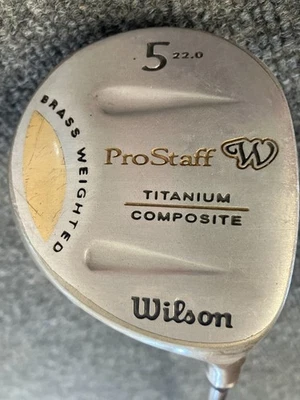 5 22.0
BRASS WEIGHTED
ProStaff W
TITANIUM
COMPOSITE
Wilson